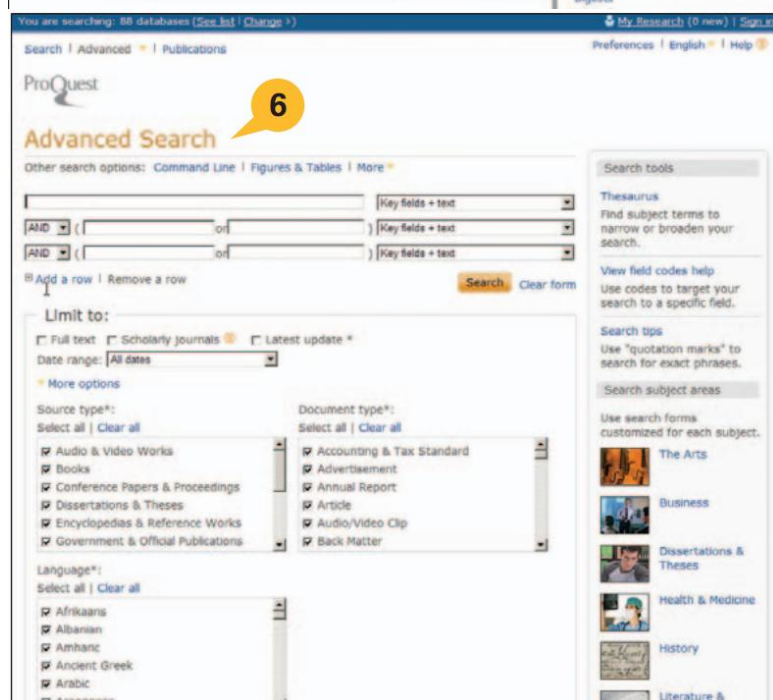 You are searching: 88 databases (See list | Change >)
My Research (0 new) | Sign in
Search | Advanced | Publications
Preferences | English | Help
ProQuest
6
Advanced Search
Other search options: Command Line | Figures & Tables | More
Key fields + text
AND ( or ) Key fields + text
AND ( or ) Key fields + text
Add a row | Remove a row
Search Clear form
Limit to:
Full text Scholarly journals Latest update *
Date range: All dates
More options
Source type*:
Select all | Clear all
Audio & Video Works
Books
Conference Papers & Proceedings
Dissertations & Theses
Encyclopedias & Reference Works
Government & Official Publications
Document type*:
Select all | Clear all
Accounting & Tax Standard
Advertisement
Annual Report
Article
Audio/Video Clip
Back Matter
Language*:
Select all | Clear all
Afrikaans
Albanian
Amharic
Ancient Greek
Arabic
Search tools
Thesaurus
Find subject terms to
narrow or broaden your
search.
View field codes help
Use codes to target your
search to a specific field.
Search tips
Use "quotation marks" to
search for exact phrases.
Search subject areas
Use search forms
customized for each subject.
The Arts
Business
Dissertations &
Theses
Health & Medicine
History
Literature &